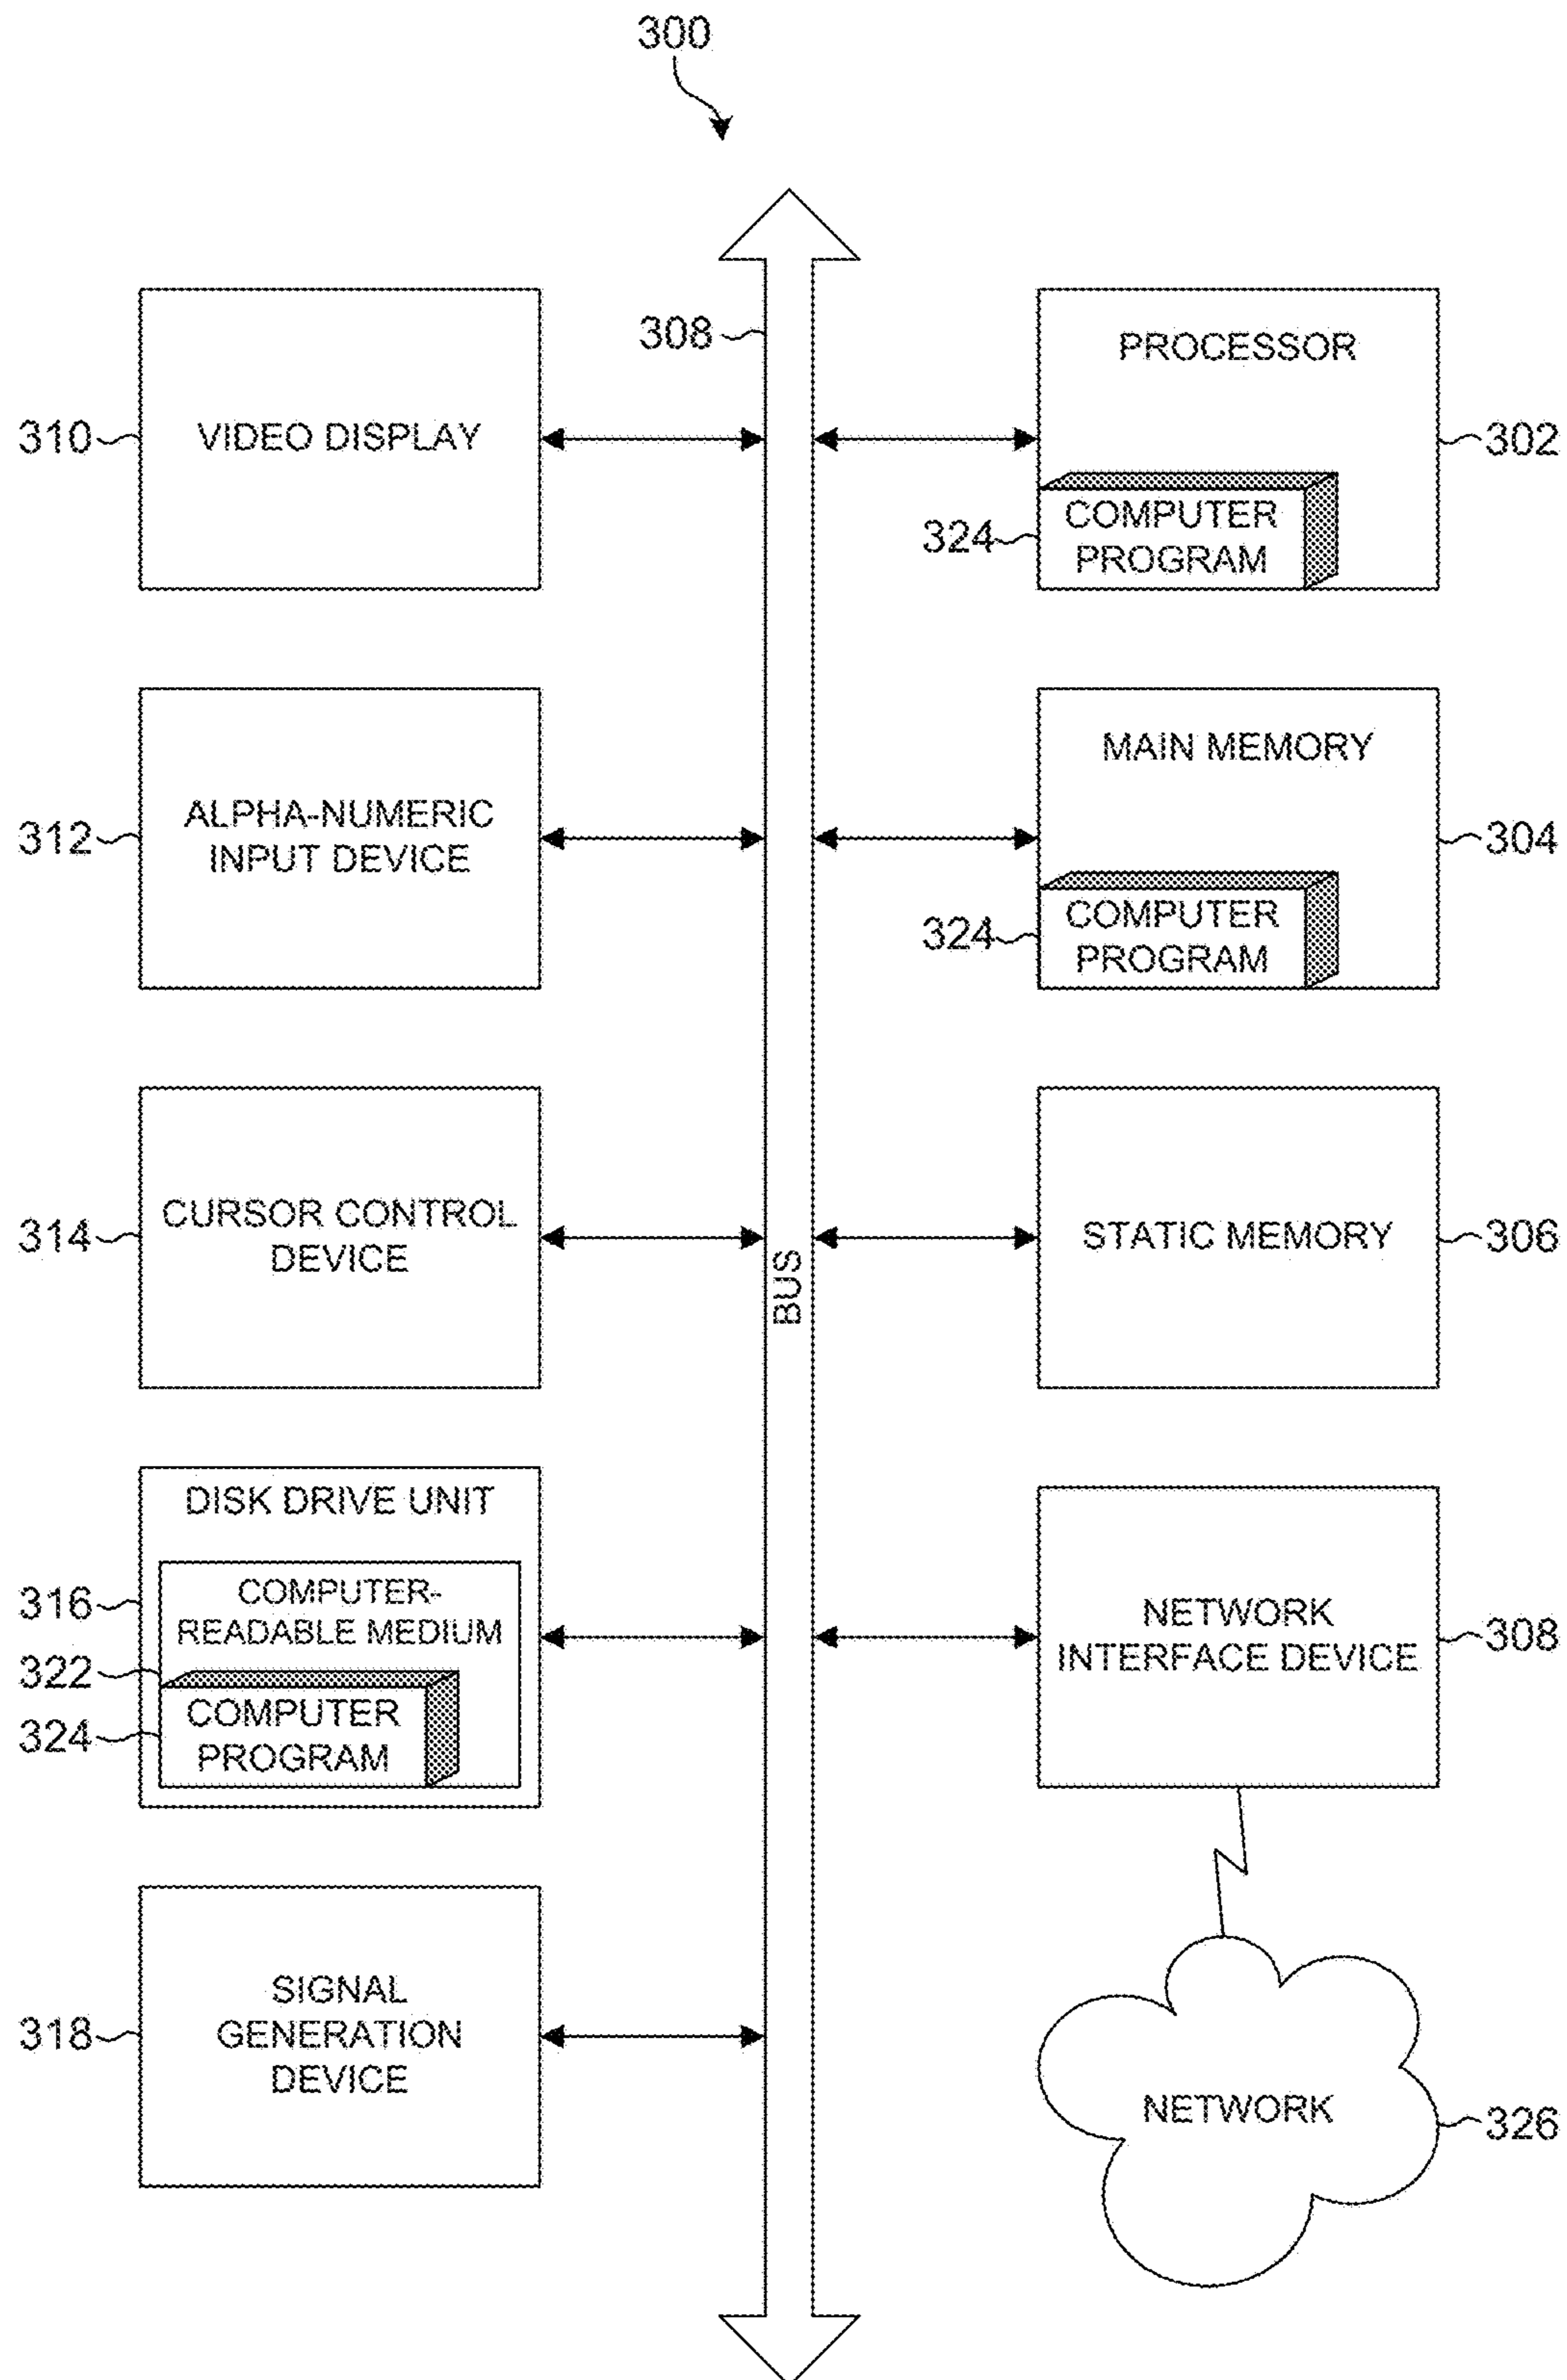 300
308
310
VIDEO DISPLAY
PROCESSOR
302
324
COMPUTER
PROGRAM
312
ALPHA-NUMERIC
INPUT DEVICE
MAIN MEMORY
304
324
COMPUTER
PROGRAM
314
CURSOR CONTROL
DEVICE
BUS
STATIC MEMORY
306
DISK DRIVE UNIT
316
COMPUTER-
READABLE MEDIUM
322
324
COMPUTER
PROGRAM
NETWORK
INTERFACE DEVICE
308
318
SIGNAL
GENERATION
DEVICE
NETWORK
326